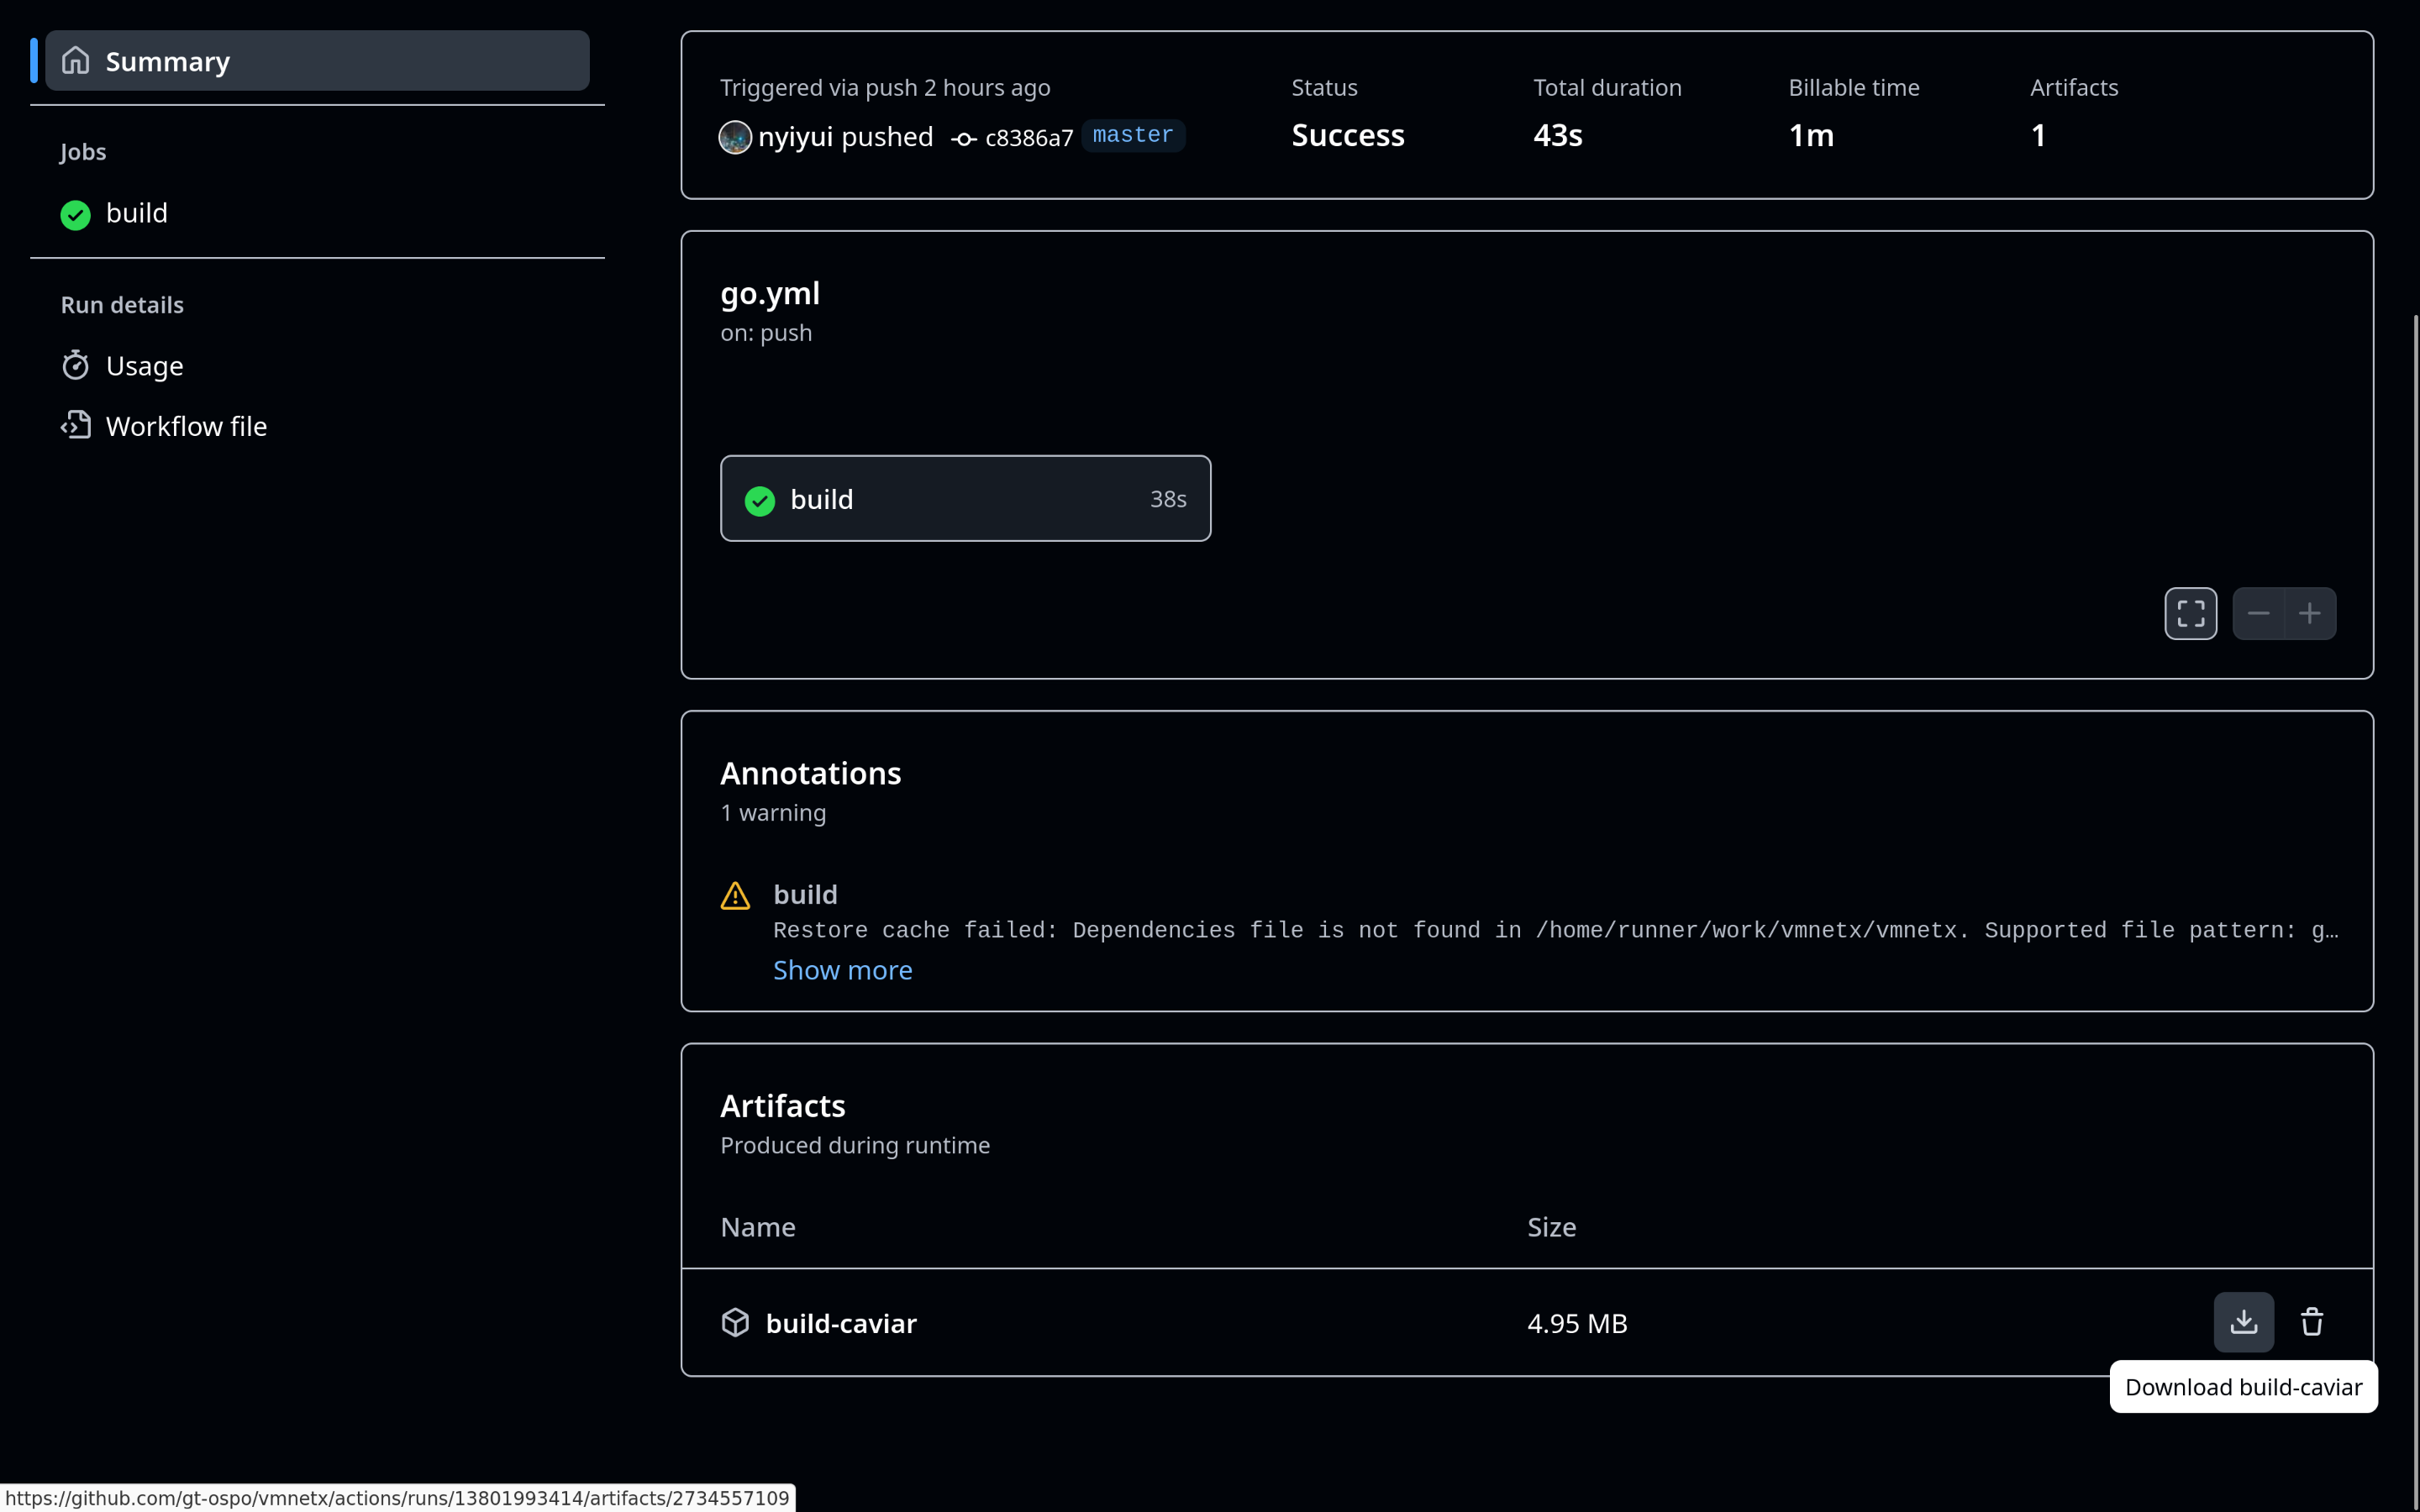 Summary
Jobs
build
Run details
Usage
Workflow file
Triggered via push 2 hours ago
nyiyui pushed c8386a7 master
Status
Success
Total duration
43s
Billable time
1m
Artifacts
1
go.yml
on: push
build 38s
Annotations
1 warning
build
Restore cache failed: Dependencies file is not found in /home/runner/work/vmnetx/vmnetx. Supported file pattern: g…
Show more
Artifacts
Produced during runtime
Name Size
build-caviar 4.95 MB
Download build-caviar
https://github.com/gt-ospo/vmnetx/actions/runs/13801993414/artifacts/2734557109